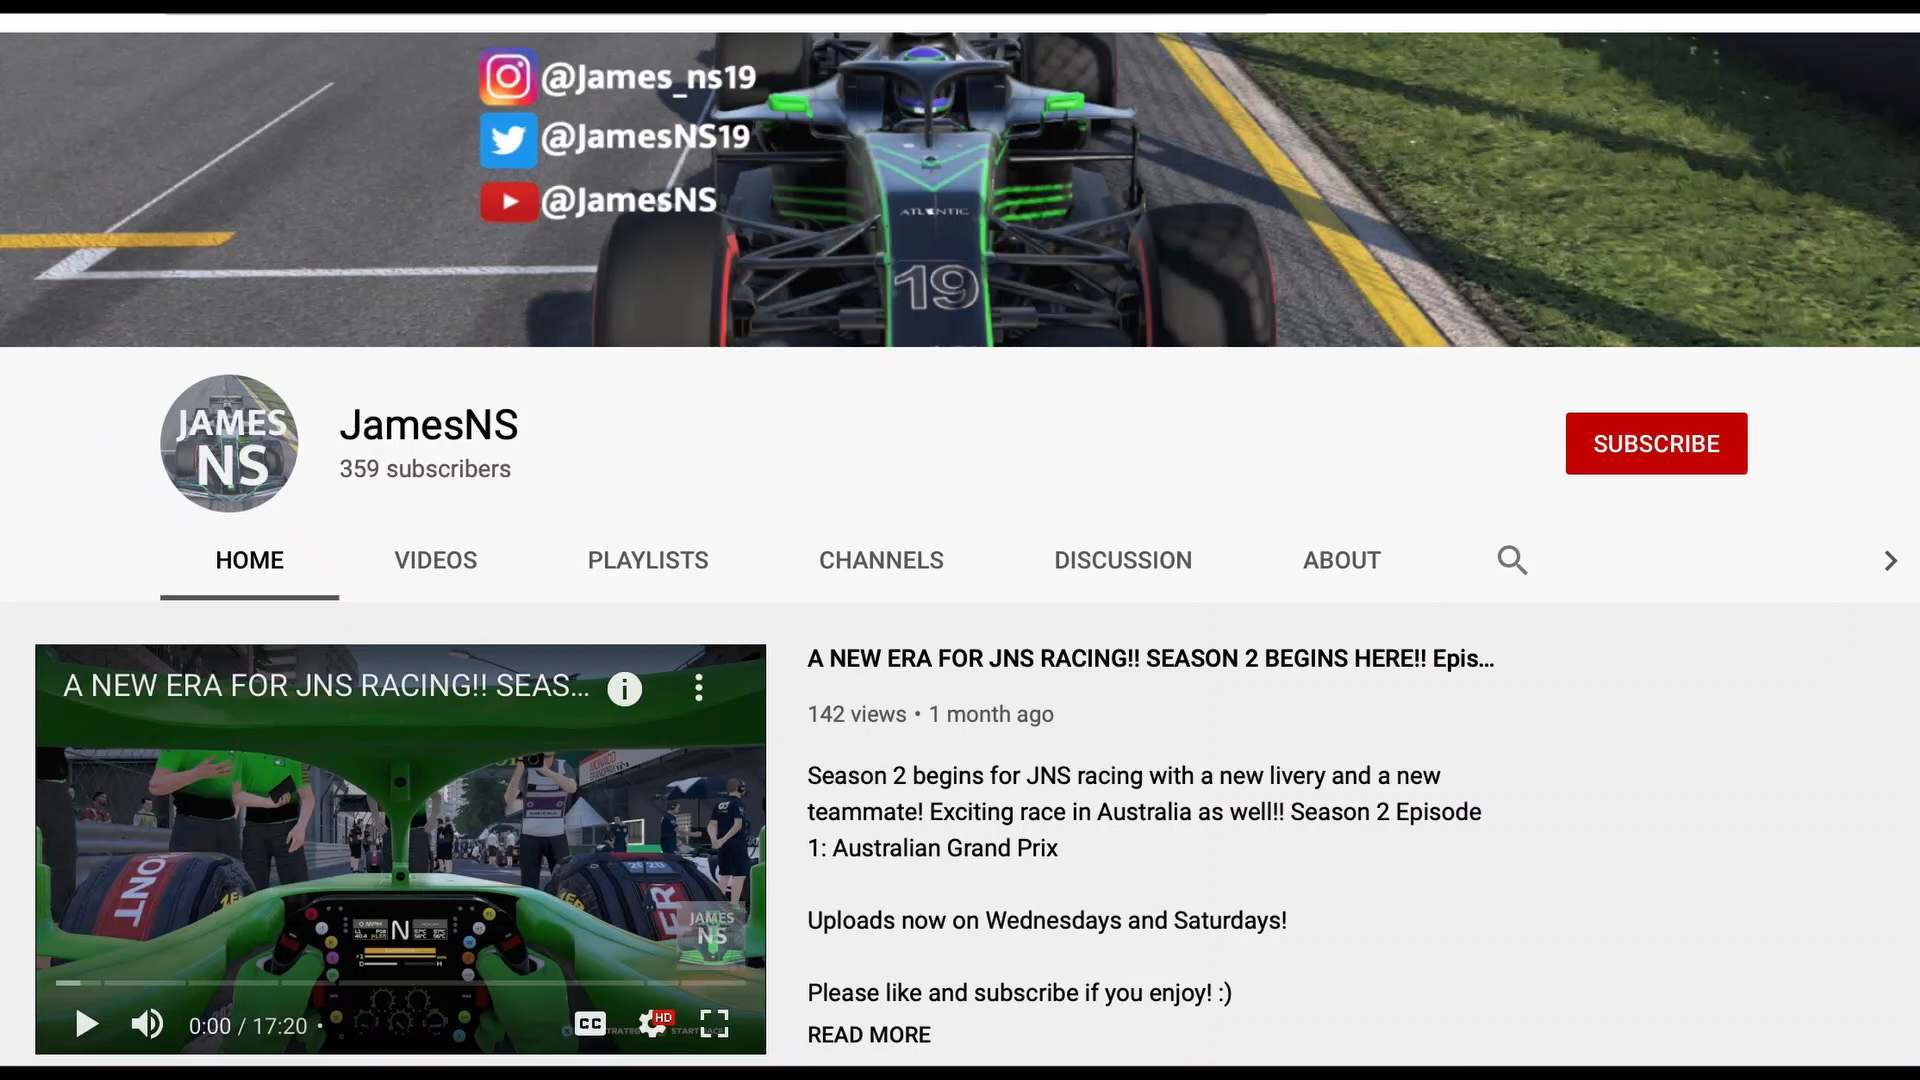 @James_ns19
@JamesNS19
@JamesNS
ATLANTIC
19
JAMES
NS
JamesNS
359 subscribers
SUBSCRIBE
HOME
VIDEOS
PLAYLISTS
CHANNELS
DISCUSSION
ABOUT
A NEW ERA FOR JNS RACING!! SEAS...
MONACO
N
JAMES
NS
0:00 / 17:20
CC
HD
A NEW ERA FOR JNS RACING!! SEASON 2 BEGINS HERE!! Epis...
142 views • 1 month ago
Season 2 begins for JNS racing with a new livery and a new
teammate! Exciting race in Australia as well!! Season 2 Episode
1: Australian Grand Prix
Uploads now on Wednesdays and Saturdays!
Please like and subscribe if you enjoy! :)
READ MORE